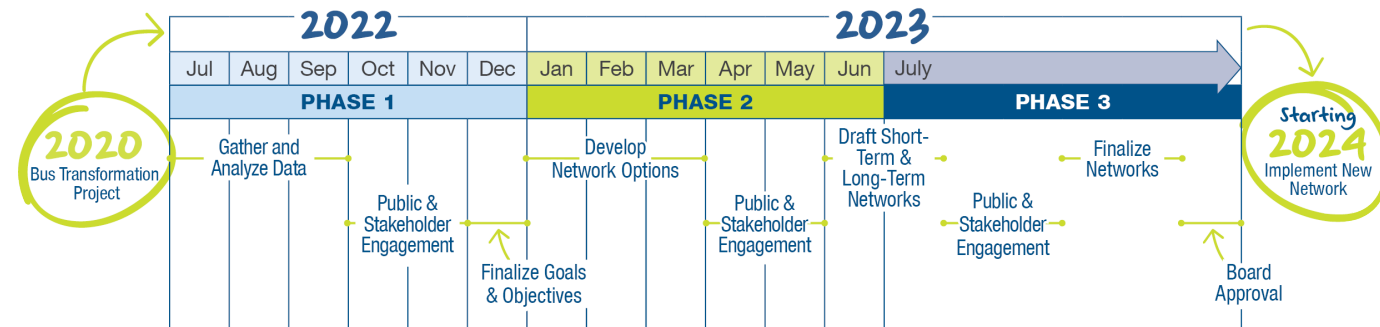 2022
2023
Jul
Aug
Sep
Oct
Nov
Dec
Jan
Feb
Mar
Apr
May
Jun
July
PHASE 1
PHASE 2
PHASE 3
2020
Bus Transformation
Project
Gather and
Analyze Data
Public &
Stakeholder
Engagement
Finalize Goals
& Objectives
Develop
Network Options
Public &
Stakeholder
Engagement
Draft Short-
Term &
Long-Term
Networks
Public &
Stakeholder
Engagement
Finalize
Networks
Board
Approval
Starting
2024
Implement New
Network